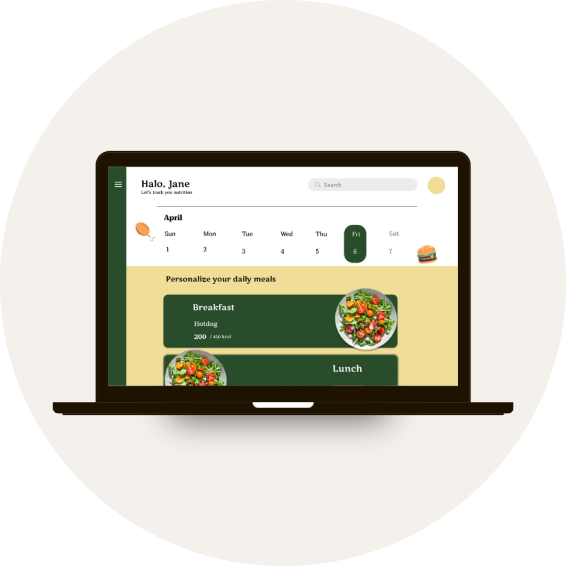 Halo, Jane
Let's track you nutrition
Search
April
Sun Mon Tue Wed Thu Fri Sat
1 2 3 4 5 6 7
Personalize your daily meals
Breakfast
Hotdog
200 / 450 kcal
Lunch